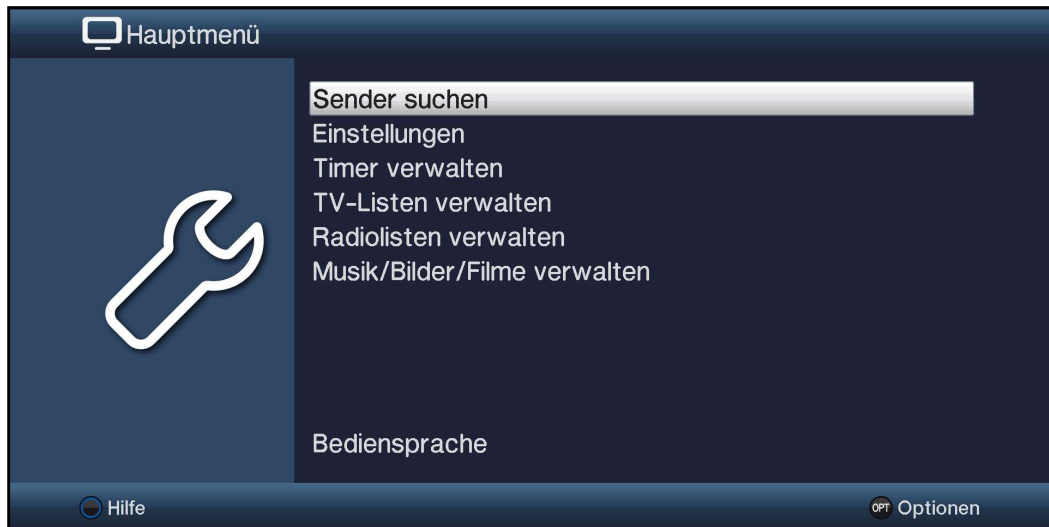 Hauptmenü
Sender suchen
Einstellungen
Timer verwalten
TV-Listen verwalten
Radiolisten verwalten
Musik/Bilder/Filme verwalten
Bediensprache
Hilfe
OPT Optionen